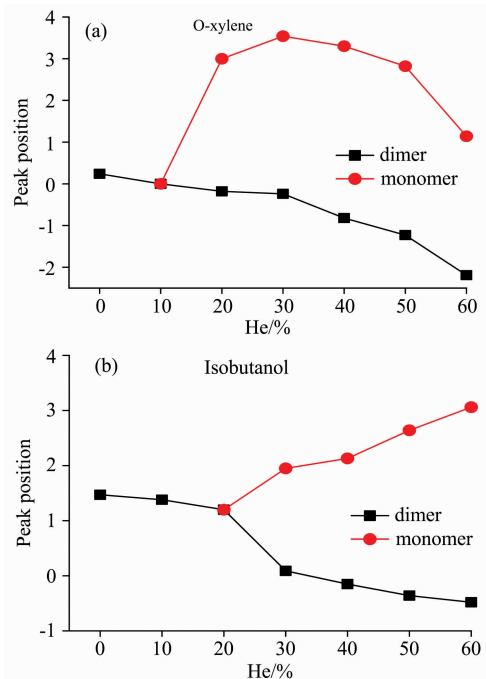 (a)
O-xylene
4
3
2
1
0
-1
-2
Peak position
dimer
monomer
0 10 20 30 40 50 60
He/%
(b)
Isobutanol
4
3
2
1
0
-1
Peak position
dimer
monomer
0 10 20 30 40 50 60
He/%